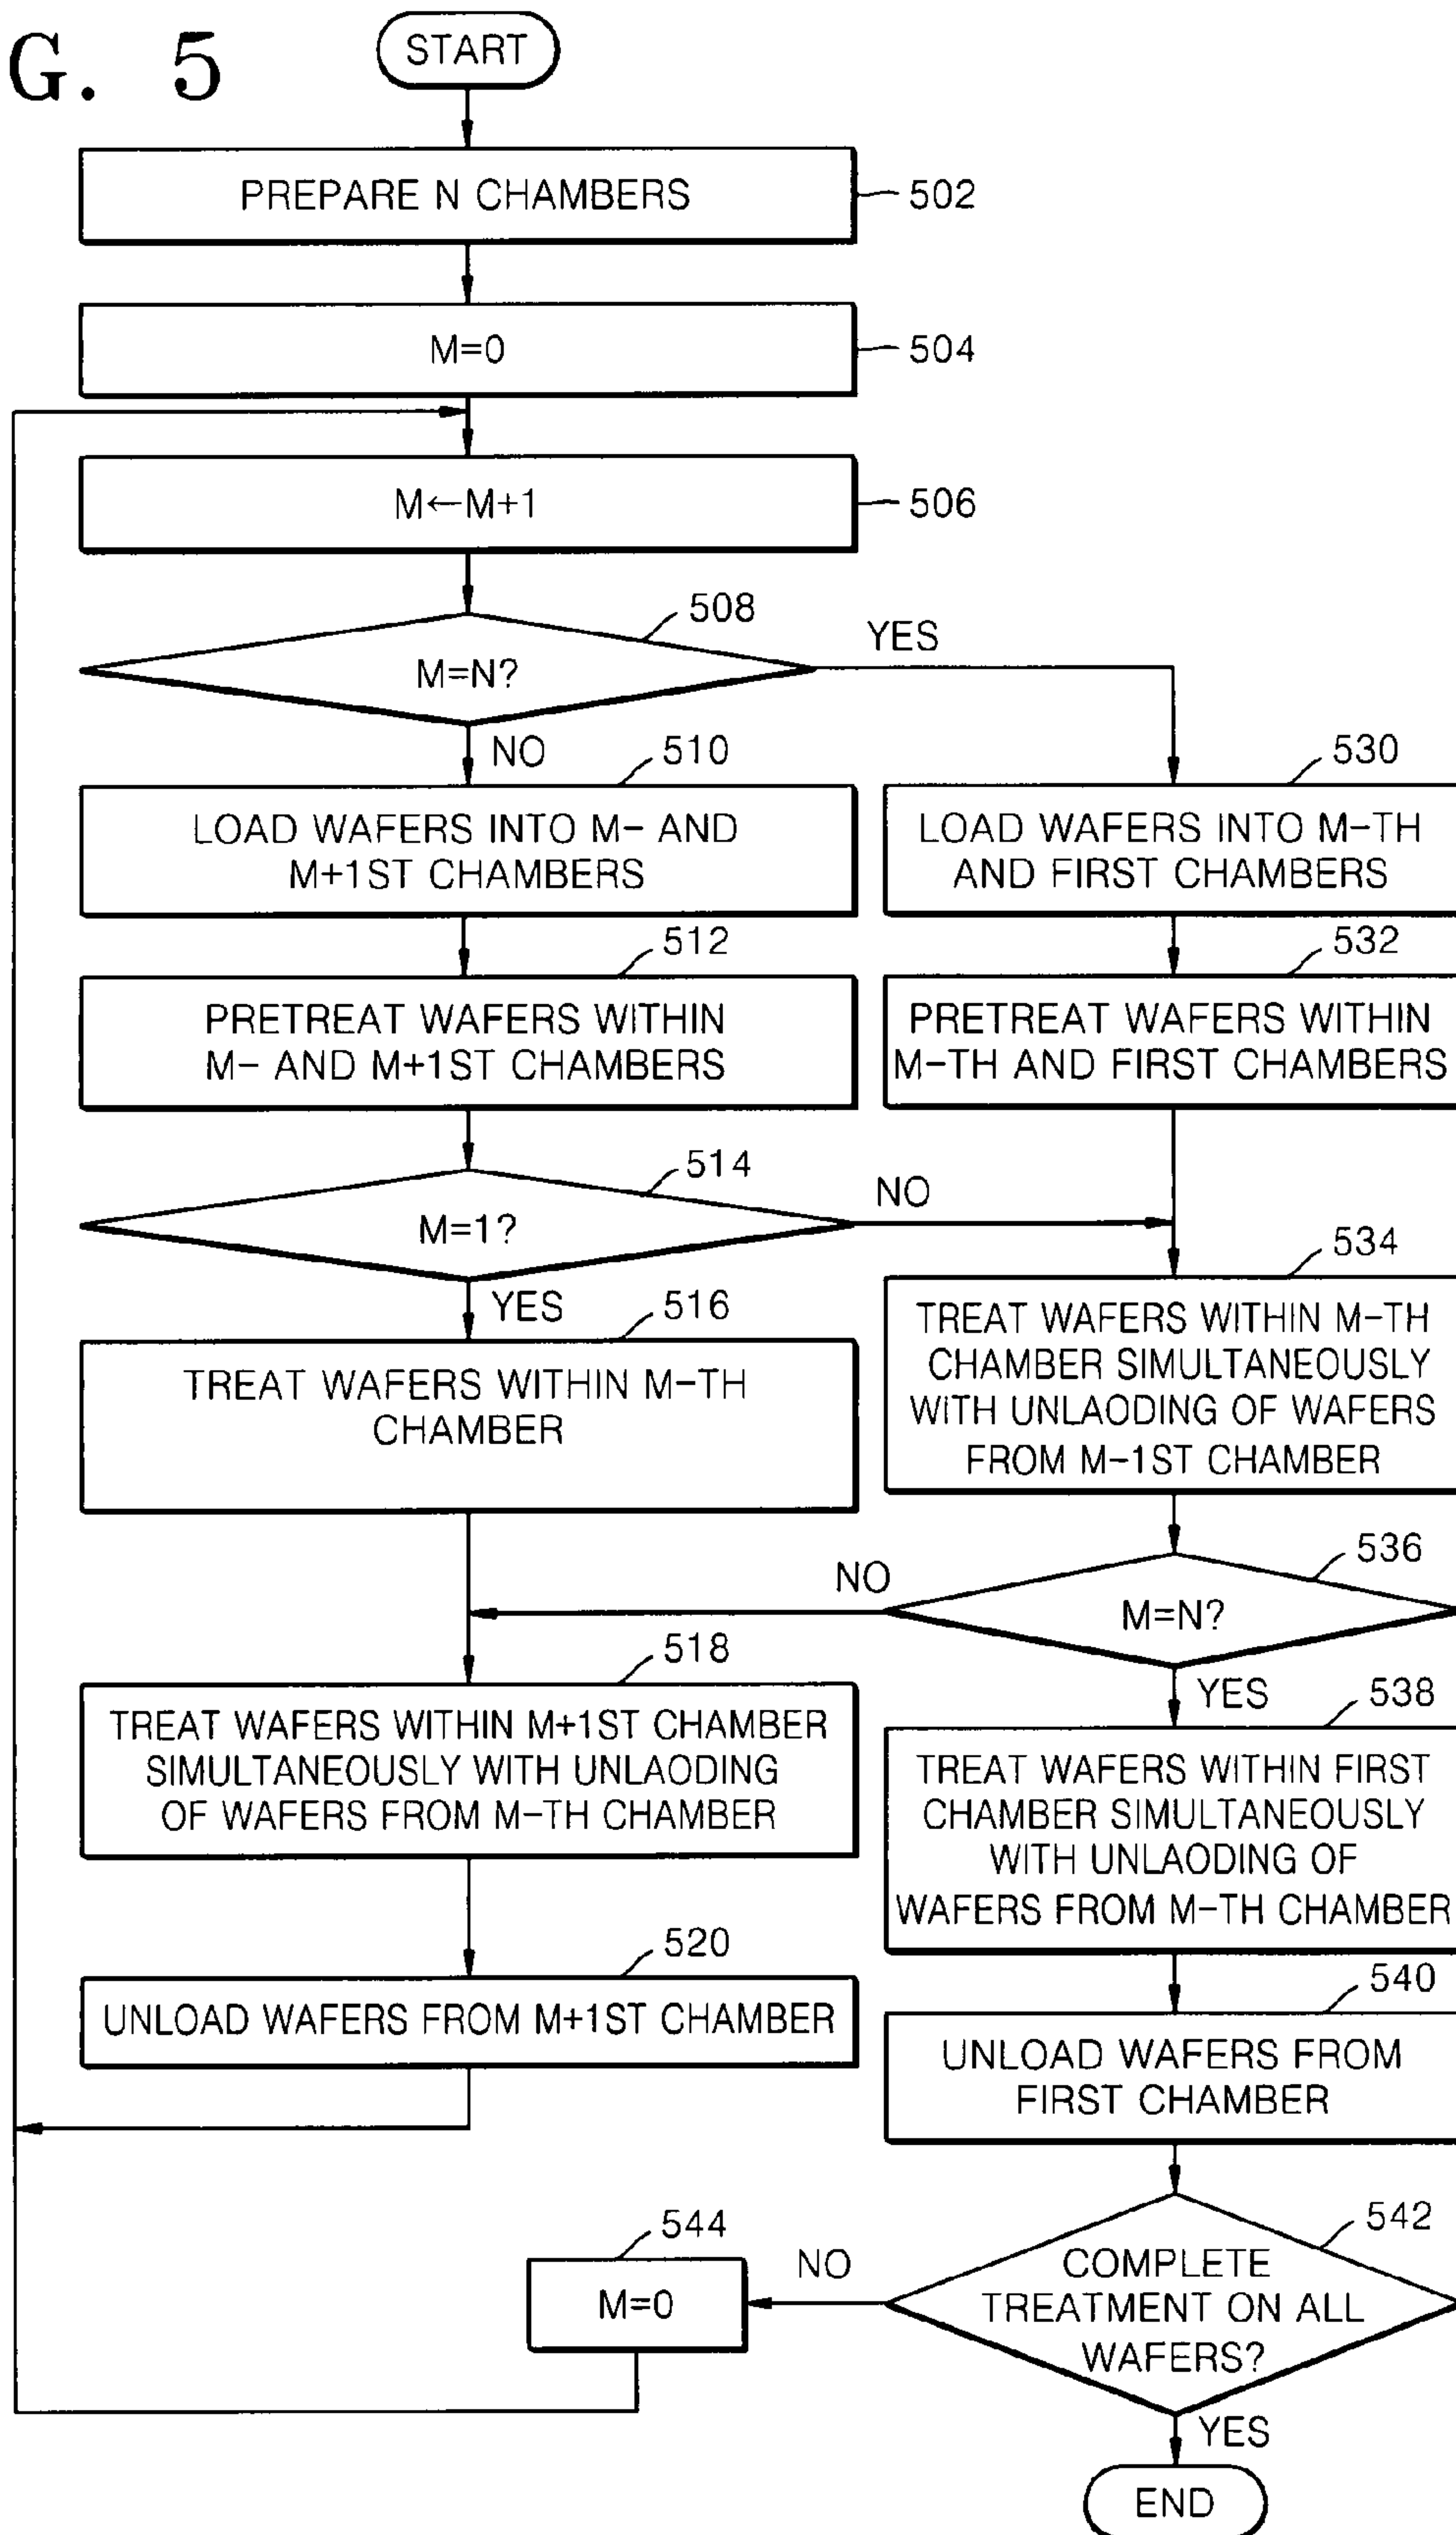 G. 5
START
PREPARE N CHAMBERS
502
M=0
504
M←M+1
506
508
M=N?
YES
NO
510
LOAD WAFERS INTO M- AND
M+1ST CHAMBERS
530
LOAD WAFERS INTO M-TH
AND FIRST CHAMBERS
512
PRETREAT WAFERS WITHIN
M- AND M+1ST CHAMBERS
532
PRETREAT WAFERS WITHIN
M-TH AND FIRST CHAMBERS
514
M=1?
NO
YES
516
TREAT WAFERS WITHIN M-TH
CHAMBER
534
TREAT WAFERS WITHIN M-TH
CHAMBER SIMULTANEOUSLY
WITH UNLAODING OF WAFERS
FROM M-1ST CHAMBER
536
M=N?
NO
YES
518
TREAT WAFERS WITHIN M+1ST CHAMBER
SIMULTANEOUSLY WITH UNLAODING
OF WAFERS FROM M-TH CHAMBER
538
TREAT WAFERS WITHIN FIRST
CHAMBER SIMULTANEOUSLY
WITH UNLAODING OF
WAFERS FROM M-TH CHAMBER
520
UNLOAD WAFERS FROM M+1ST CHAMBER
540
UNLOAD WAFERS FROM
FIRST CHAMBER
542
COMPLETE
TREATMENT ON ALL
WAFERS?
NO
544
M=0
YES
END